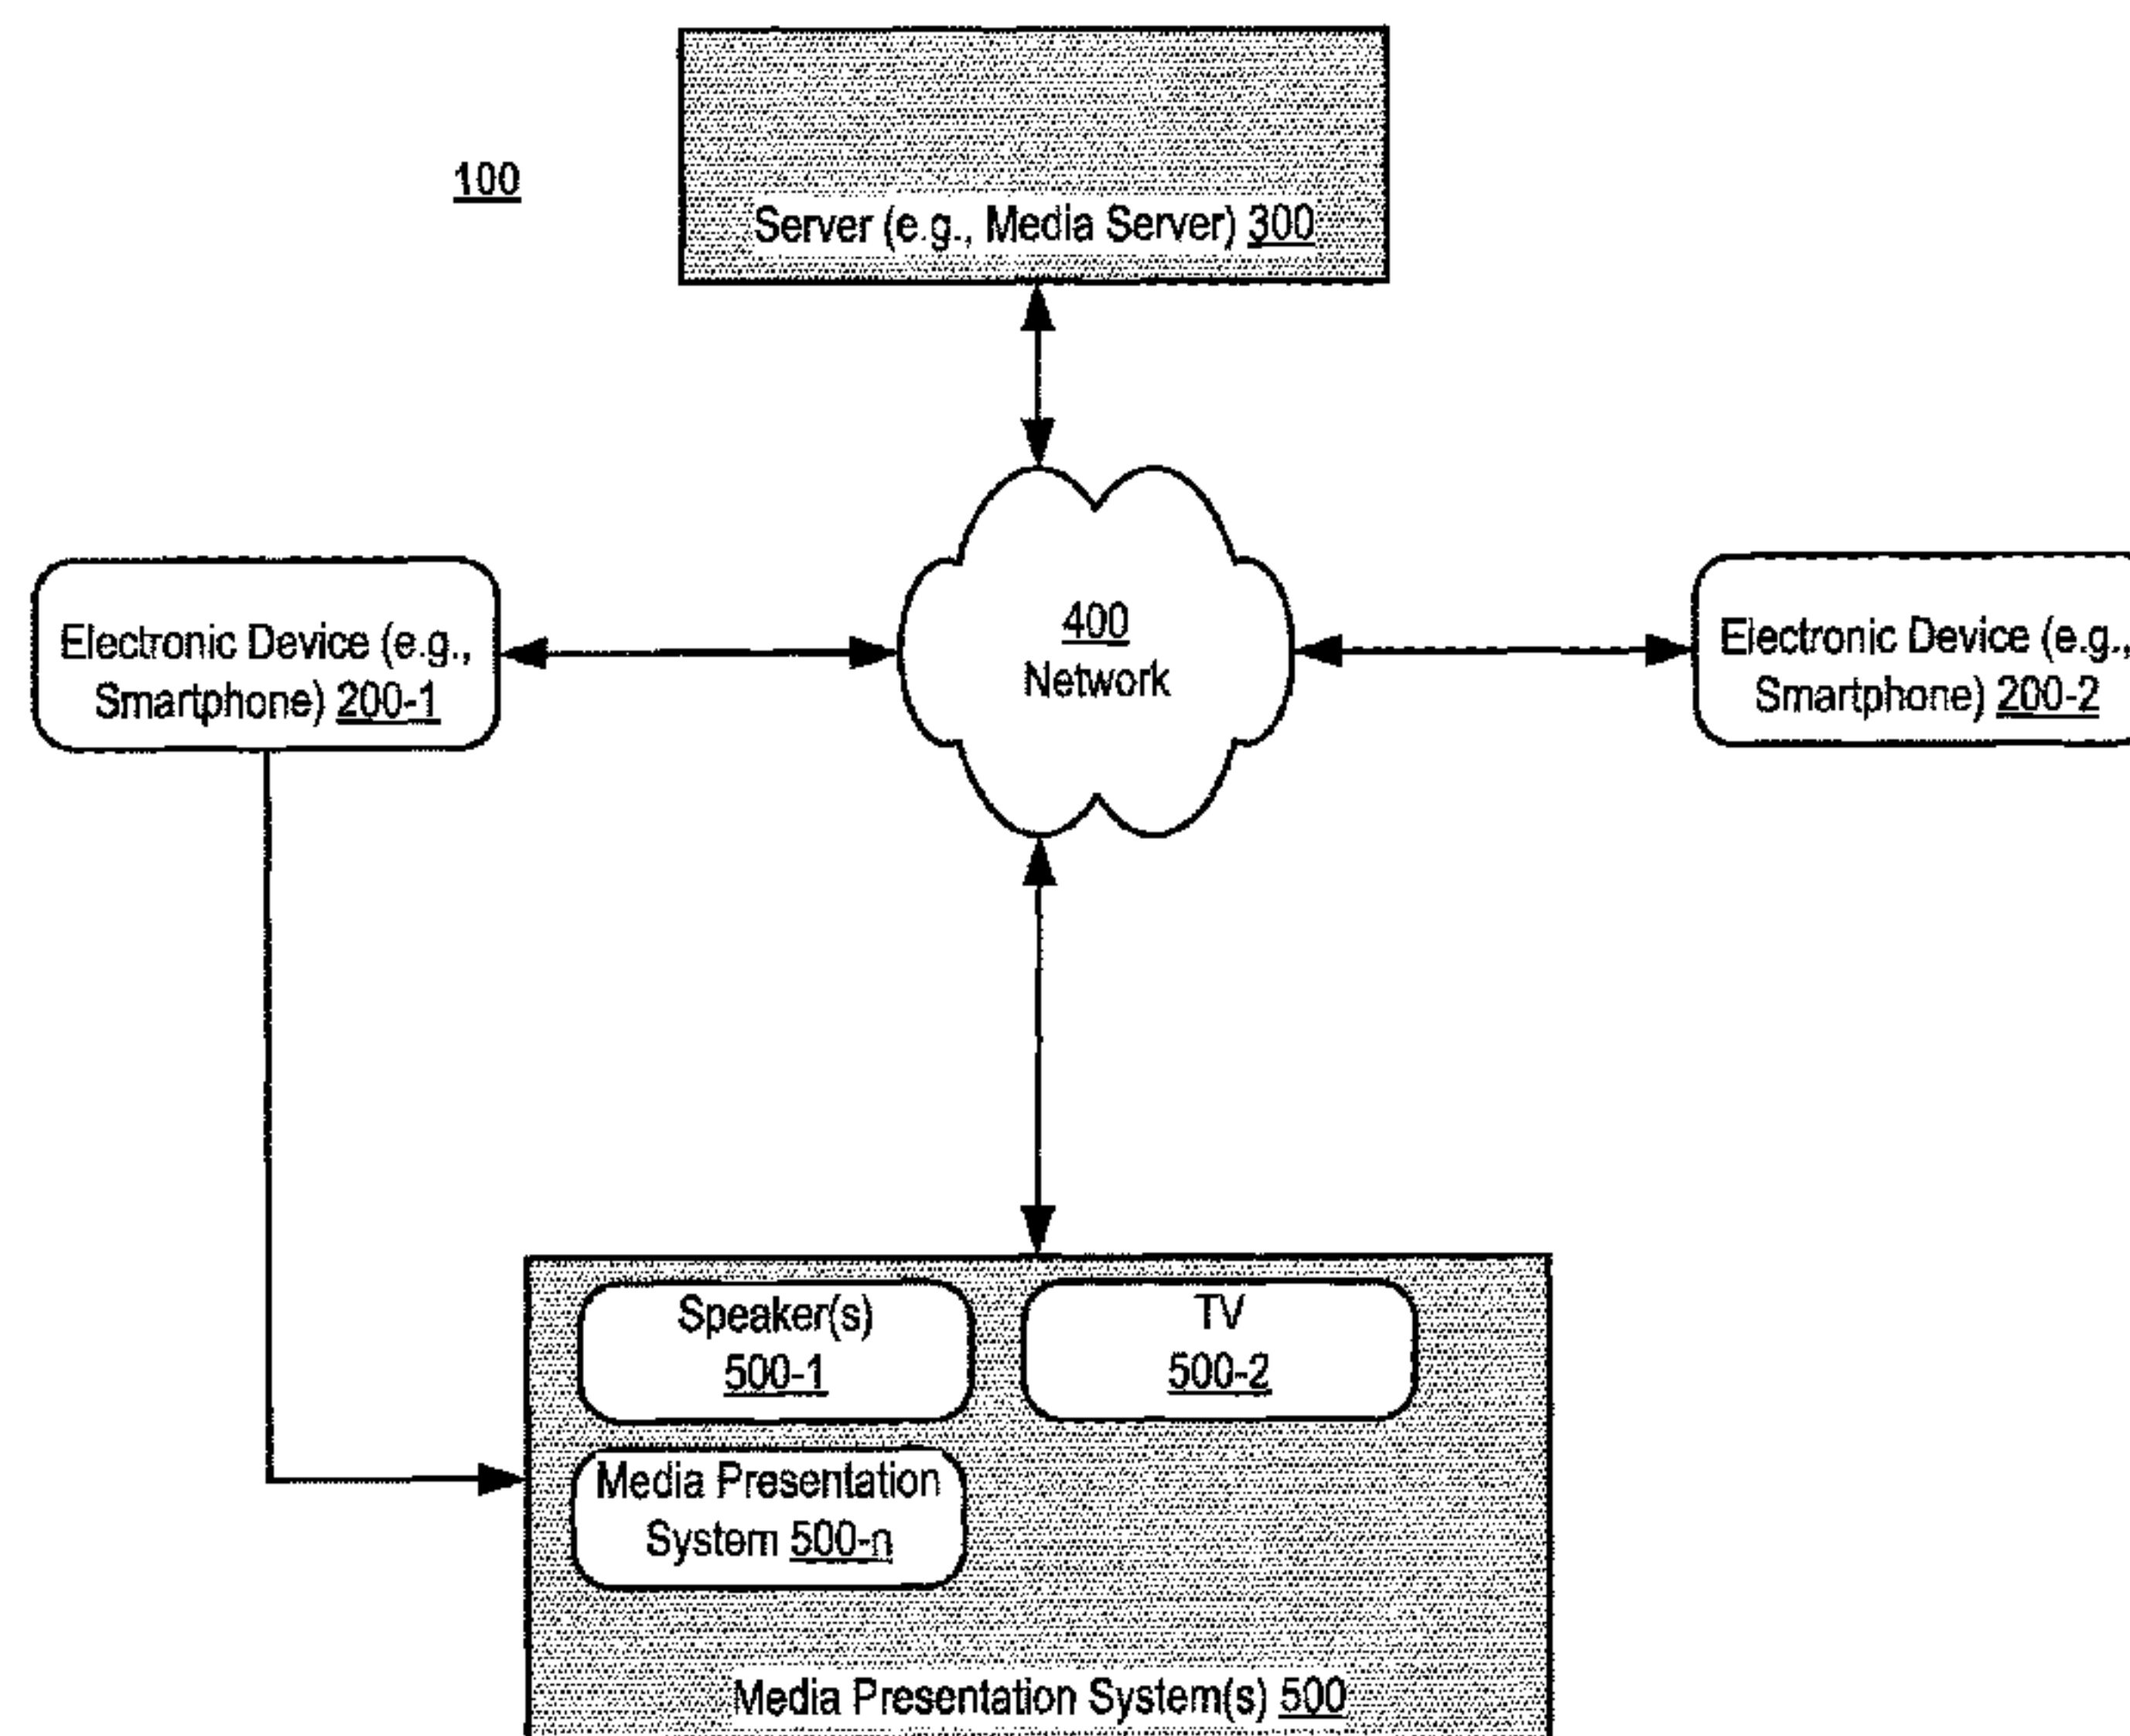 100
Server (e.g., Media Server) 300
400
Network
Electronic Device (e.g.,
Smartphone) 200-1
Electronic Device (e.g.,
Smartphone) 200-2
Speaker(s)
500-1
TV
500-2
Media Presentation
System 500-n
Media Presentation System(s) 500